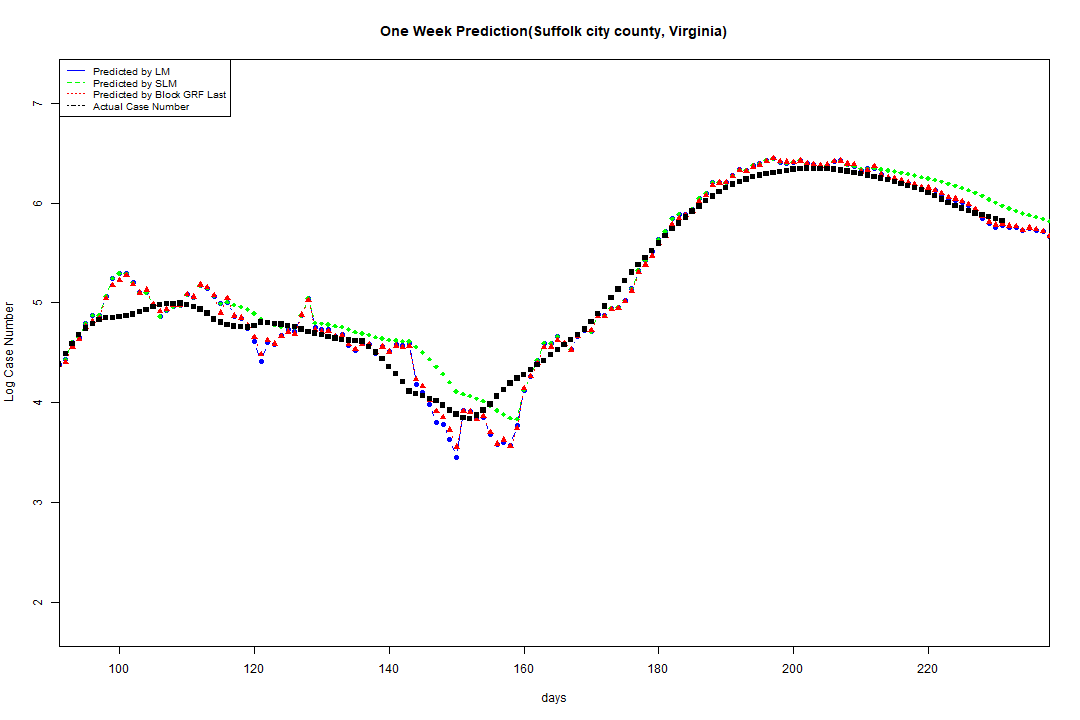 One Week Prediction(Suffolk city county, Virginia)
Predicted by LM
Predicted by SLM
Predicted by Block GRF Last
Actual Case Number
7
6
5
4
3
2
Log Case Number
100 120 140 160 180 200 220
days